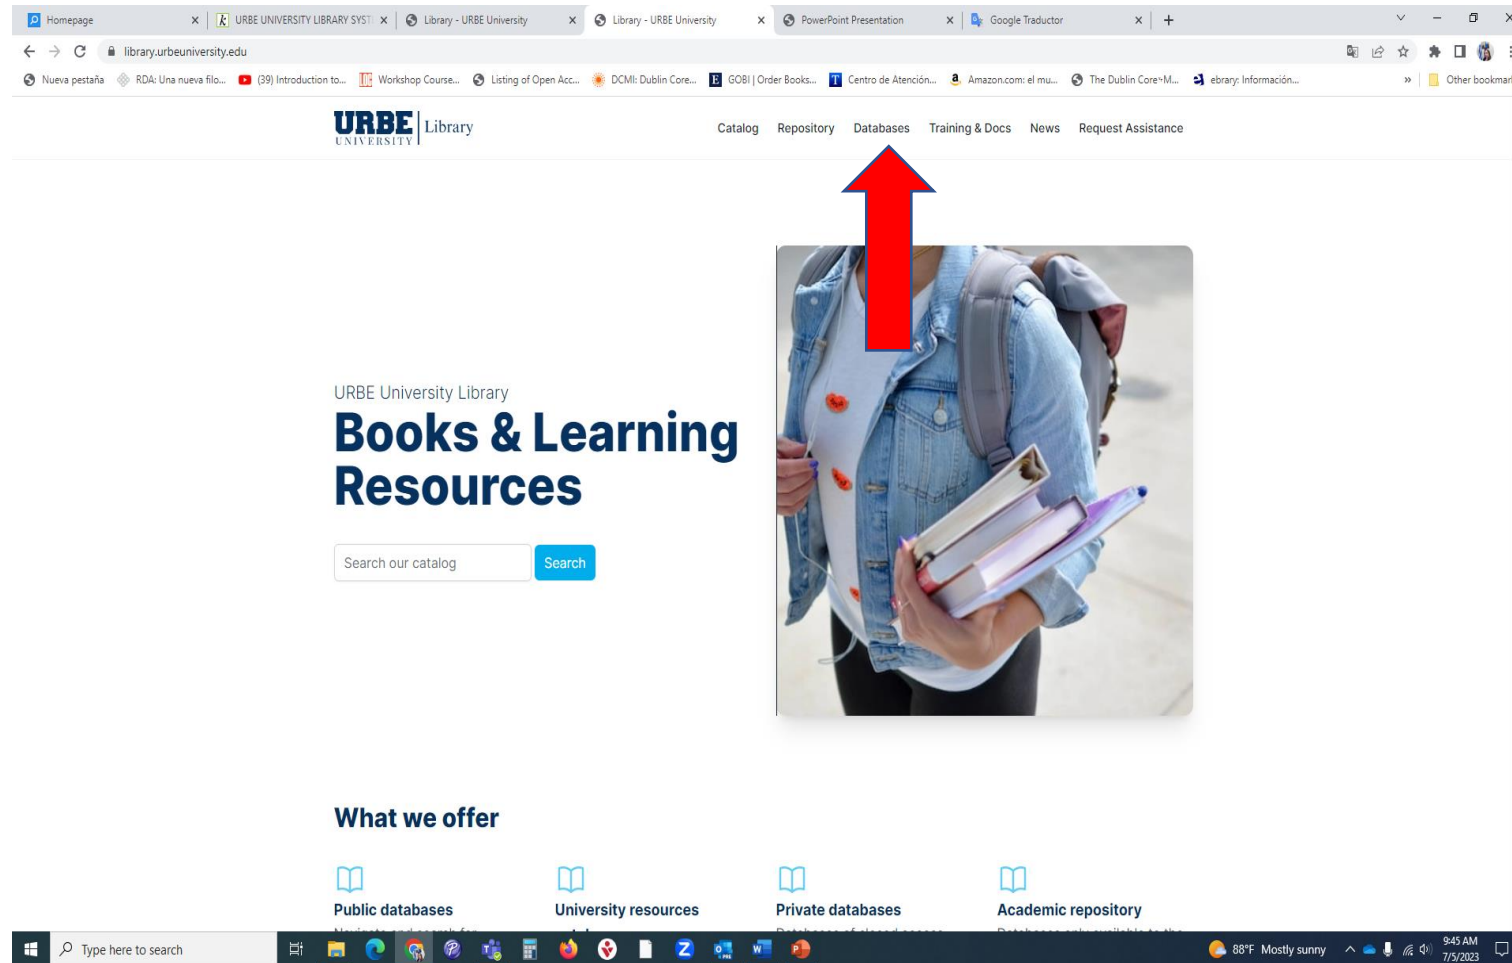 Homepage
URBE UNIVERSITY LIBRARY SYST
Library - URBE University
Library - URBE University
PowerPoint Presentation
Google Traductor
library.urbeuniversity.edu
Nueva pestaña
RDA: Una nueva filo...
(39) Introduction to...
Workshop Course...
Listing of Open Acc...
DCMI: Dublin Core...
GOBI | Order Books...
Centro de Atención...
Amazon.com: el mu...
The Dublin Core™ M...
ebrary: Información...
»
Other bookmar
URBE UNIVERSITY Library
Catalog Repository Databases Training & Docs News Request Assistance
URBE University Library
Books & Learning
Resources
Search our catalog Search
What we offer
Public databases University resources Private databases Academic repository
Type here to search
88°F Mostly sunny
9:45 AM
7/5/2023